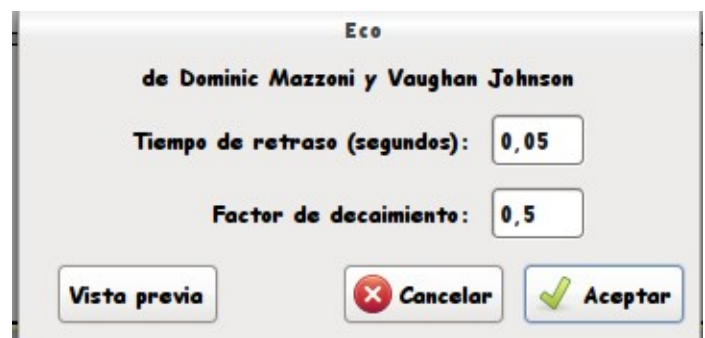 Eco
de Dominic Mazzoni y Vaughan Johnson
Tiempo de retraso (segundos): 0,05
Factor de decaimiento: 0,5
Vista previa Cancelar Aceptar